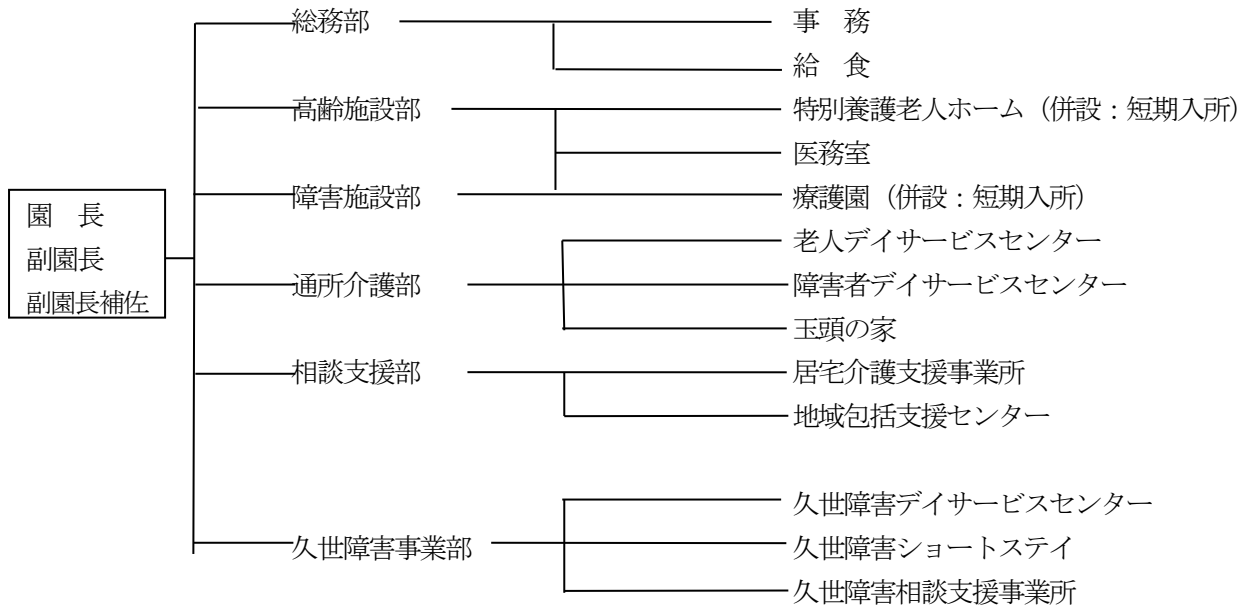 園　長
副園長
副園長補佐
総務部
事　務
給　食
高齢施設部
特別養護老人ホーム（併設：短期入所）
医務室
障害施設部
療護園（併設：短期入所）
通所介護部
老人デイサービスセンター
障害者デイサービスセンター
玉頭の家
相談支援部
居宅介護支援事業所
地域包括支援センター
久世障害事業部
久世障害デイサービスセンター
久世障害ショートステイ
久世障害相談支援事業所